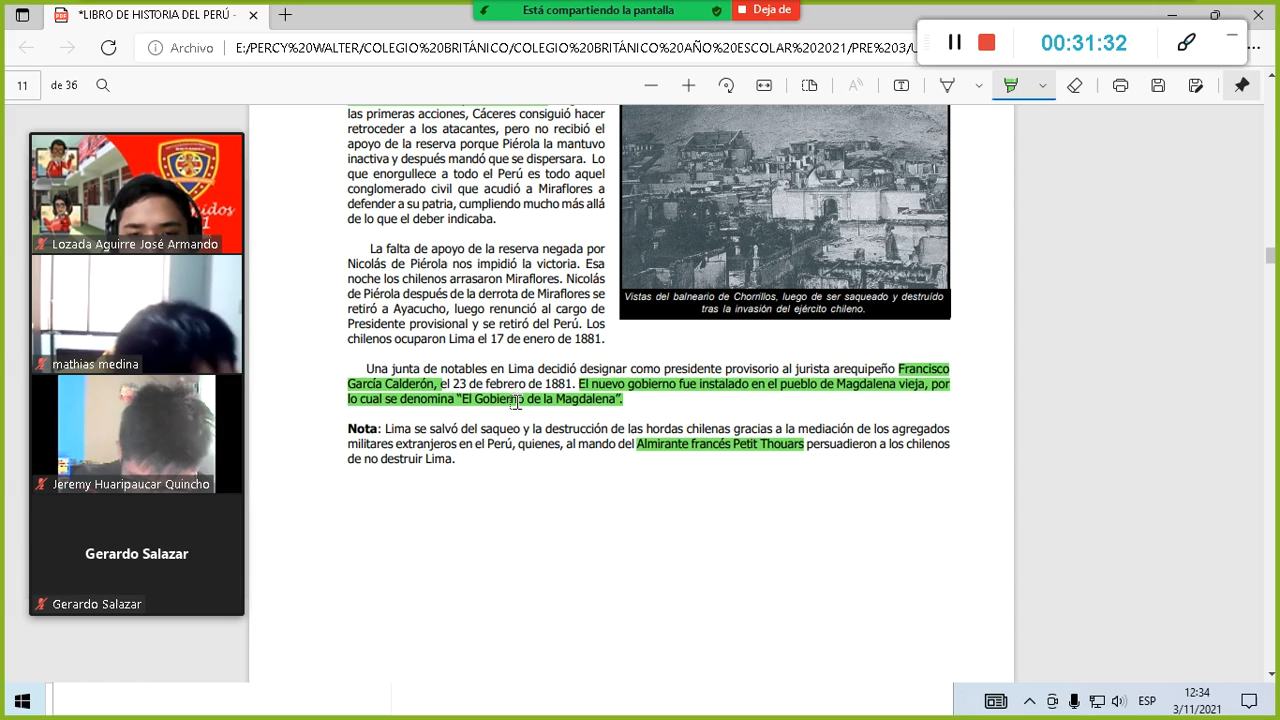 Está compartiendo la pantalla
Deja de
*LIBRO DE HISTORIA DEL PERÚ -
Archivo
E:/PERCY%20WALTER/COLEGIO%20BRITÁNICO/COLEGIO%20BRITÁNICO%20AÑO%20ESCOLAR%202021/PRE%203/L
00:31:32
11
de 36
las primeras acciones, Cáceres consiguió hacer
retroceder a los atacantes, pero no recibió el
apoyo de la reserva porque Piérola la mantuvo
inactiva y después mandó que se dispersara. Lo
que enorgullece a todo el Perú es todo aquel
conglomerado civil que acudió a Miraflores a
defender a su patria, cumpliendo mucho más allá
de lo que el deber indicaba.
La falta de apoyo de la reserva negada por
Nicolás de Piérola nos impidió la victoria. Esa
noche los chilenos arrasaron Miraflores. Nicolás
de Piérola después de la derrota de Miraflores se
retiró a Ayacucho, luego renunció al cargo de
Presidente provisional y se retiró del Perú. Los
chilenos ocuparon Lima el 17 de enero de 1881.
Vistas del balneario de Chorrillos, luego de ser saqueado y destruído
tras la invasión del ejército chileno.
Una junta de notables en Lima decidió designar como presidente provisorio al jurista arequipeño Francisco
García Calderón, el 23 de febrero de 1881. El nuevo gobierno fue instalado en el pueblo de Magdalena vieja, por
lo cual se denomina “El Gobierno de la Magdalena”.
Nota: Lima se salvó del saqueo y la destrucción de las hordas chilenas gracias a la mediación de los agregados
militares extranjeros en el Perú, quienes, al mando del Almirante francés Petit Thouars persuadieron a los chilenos
de no destruir Lima.
Lozada Aguirre José Armando
mathias medina
Jeremy Huaripaucar Quincho
Gerardo Salazar
Gerardo Salazar
ESP
12:34
3/11/2021